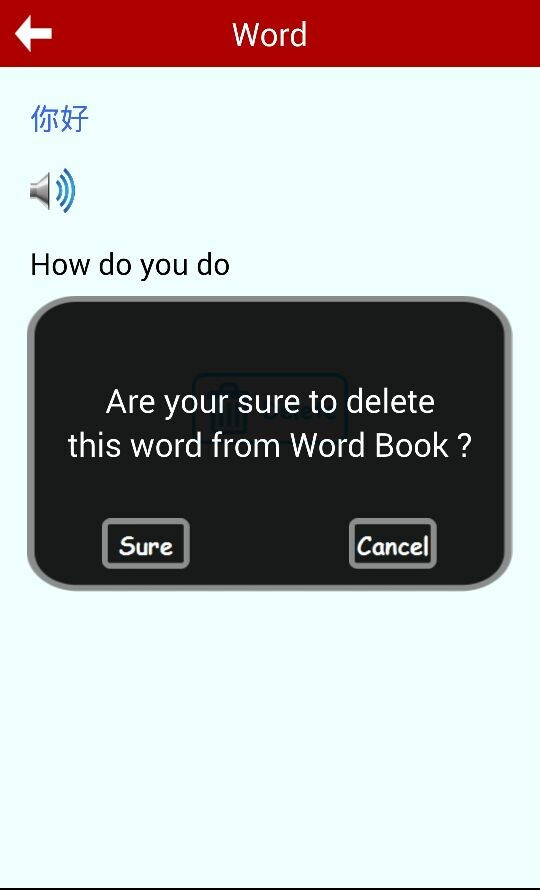 Word
你好
How do you do
Are your sure to delete
this word from Word Book ?
Sure
Cancel